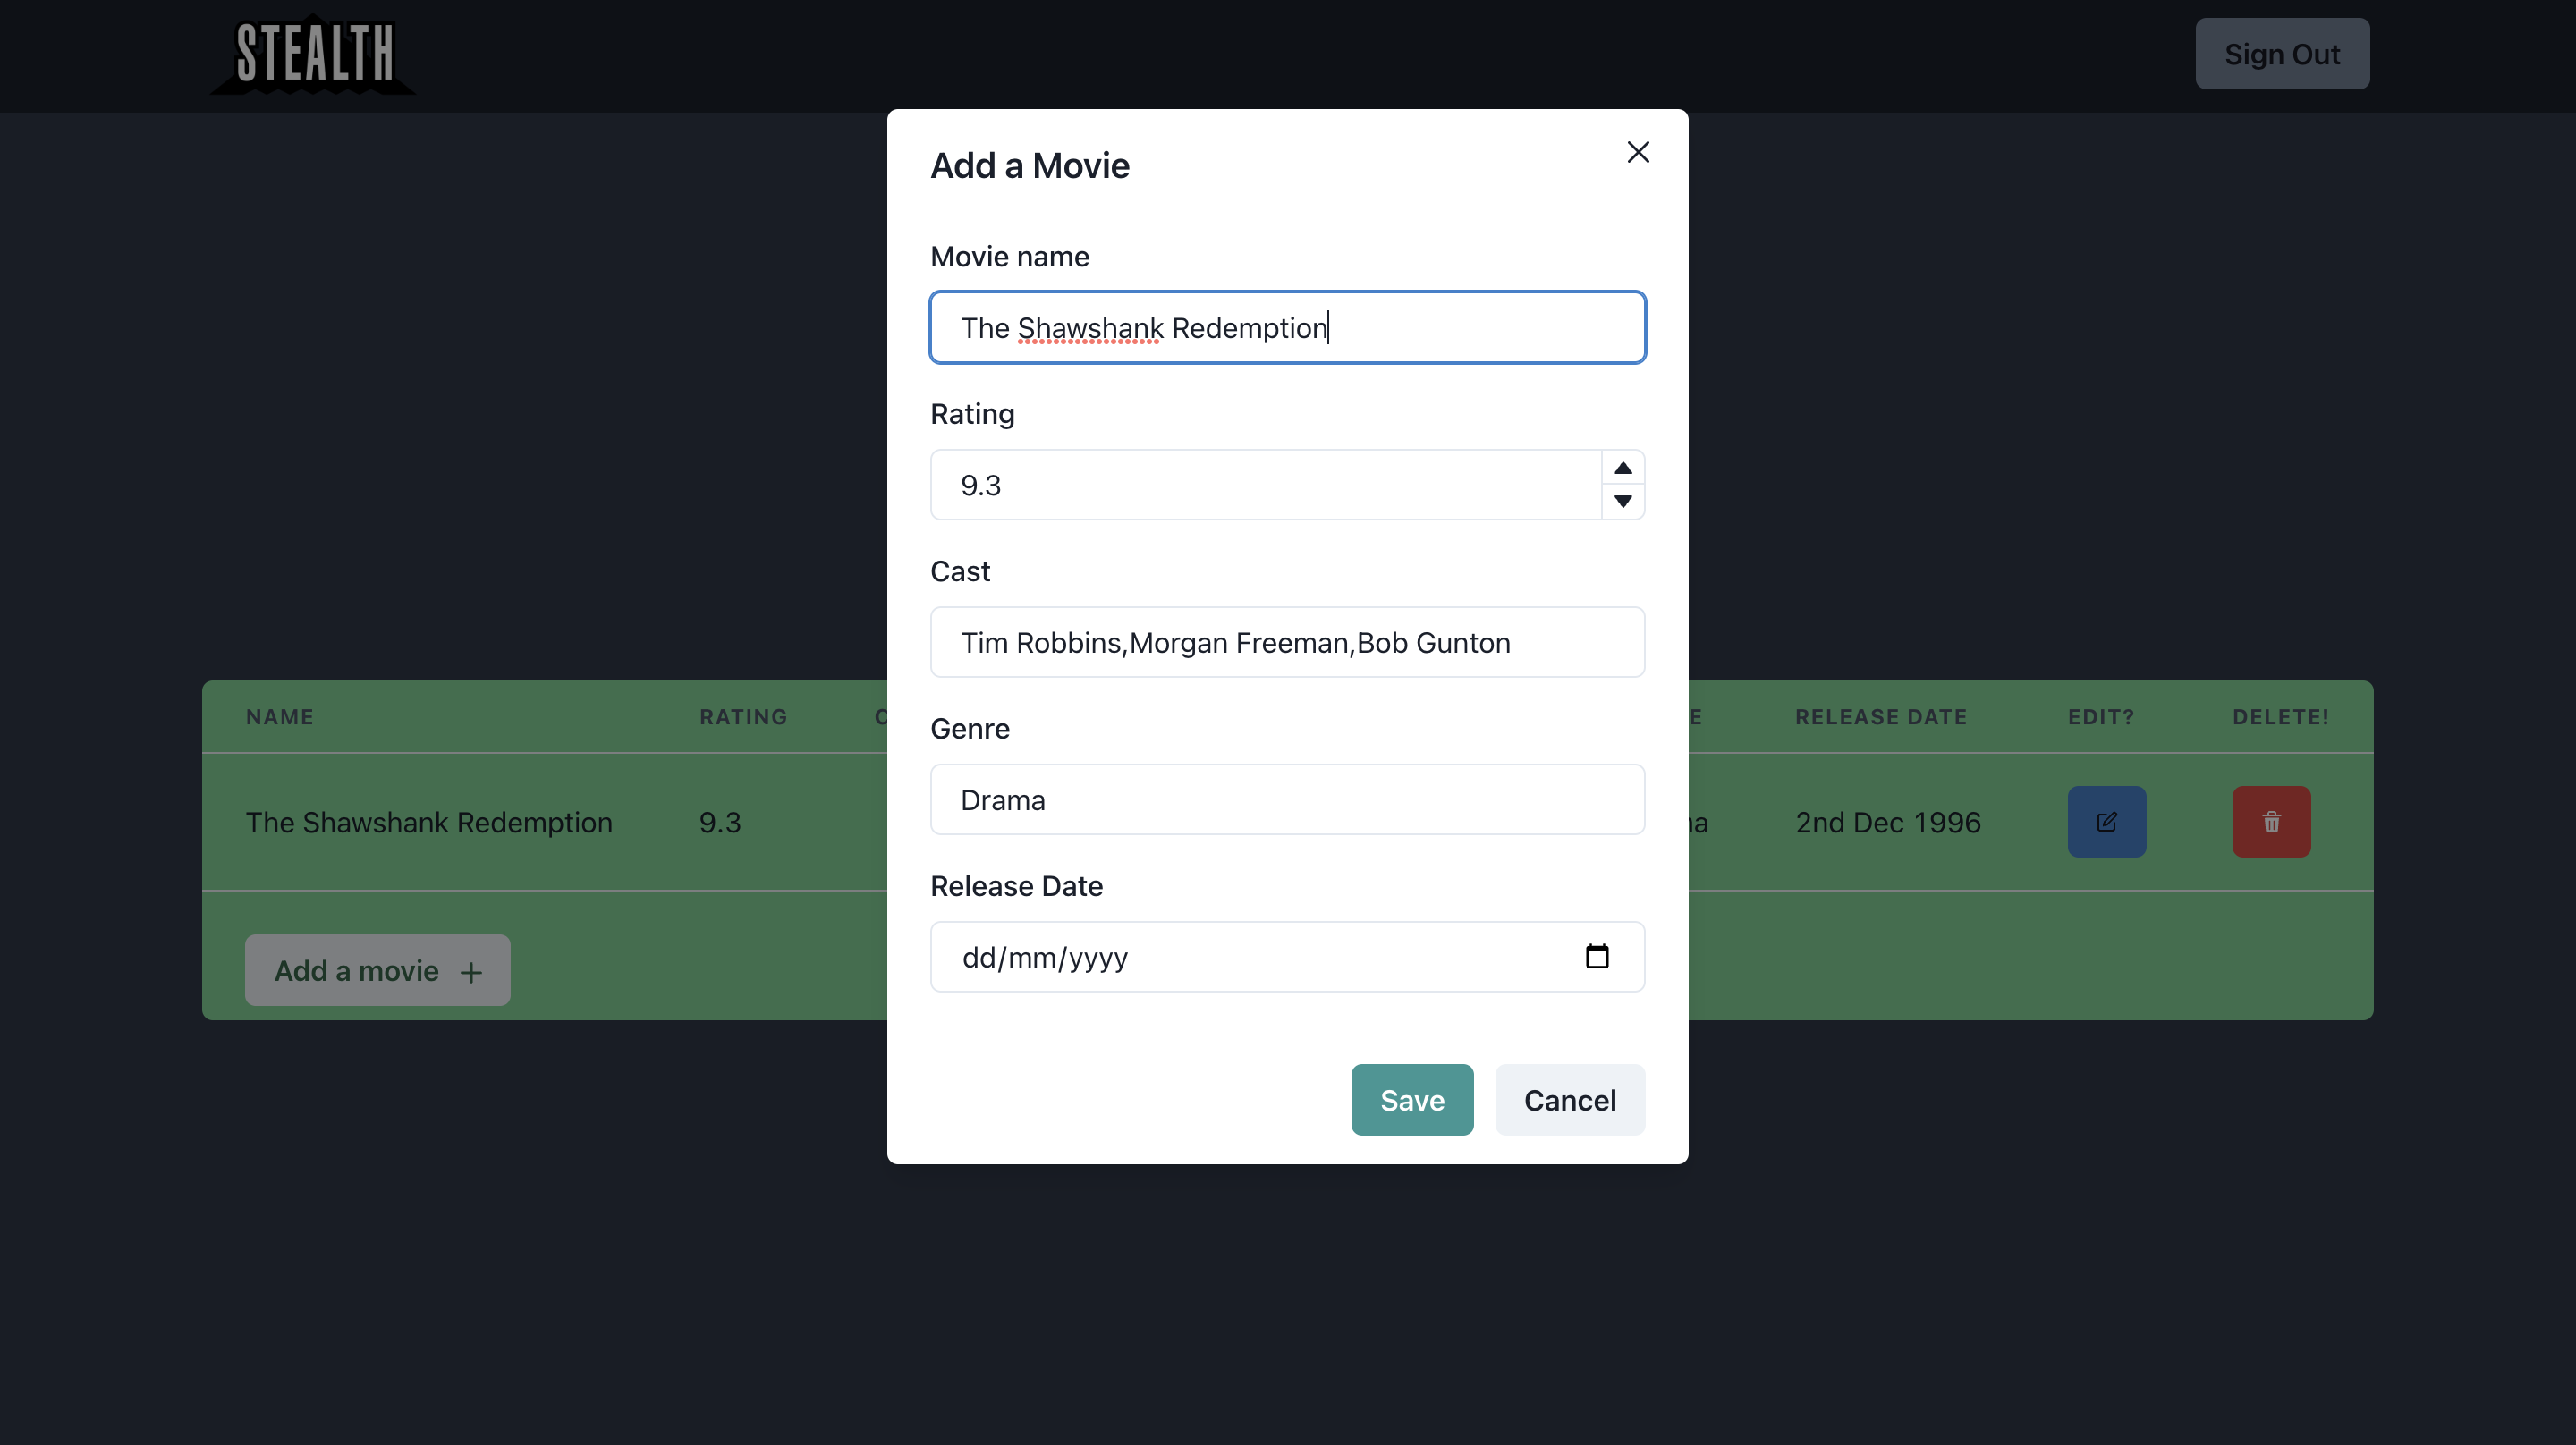 STEALTH
Sign Out
Add a Movie
Movie name
The Shawshank Redemption
Rating
9.3
Cast
Tim Robbins,Morgan Freeman,Bob Gunton
Genre
Drama
Release Date
dd/mm/yyyy
Save Cancel
NAME RATING RELEASE DATE EDIT? DELETE!
The Shawshank Redemption 9.3 2nd Dec 1996
Add a movie +